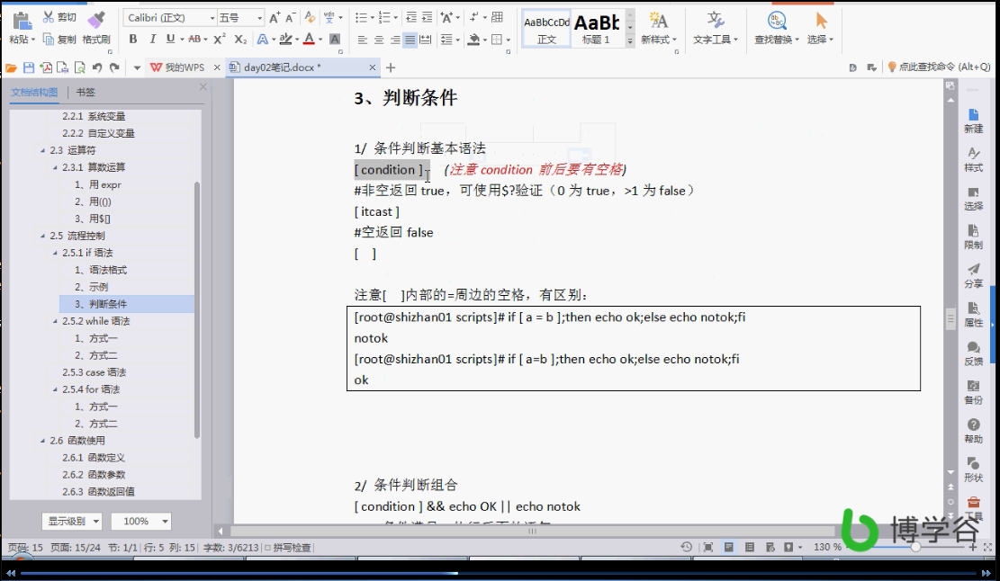 剪切
粘贴
复制 格式刷
Calibri (正文) 五号
B I U AB X² X₂ A A A
AaBbCcDd AaBb
正文 标题 1 新样式 文字工具 查找替换 选择
我的WPS day02笔记.docx * 点此查找命令 (Alt+Q)
文档结构图 书签
2.2.1 系统变量
2.2.2 自定义变量
2.3 运算符
2.3.1 算数运算
1、用 expr
2、用(())
3、用$[]
2.5 流程控制
2.5.1 if 语法
1、语法格式
2、示例
3、判断条件
2.5.2 while 语法
1、方式一
2、方式二
2.5.3 case 语法
2.5.4 for 语法
1、方式一
2、方式二
2.6 函数使用
2.6.1 函数定义
2.6.2 函数参数
2.6.3 函数返回值
显示级别 100%
3、判断条件
1/ 条件判断基本语法
[ condition ] (注意 condition 前后要有空格)
#非空返回 true，可使用$?验证（0 为 true，>1 为 false）
[ itcast ]
#空返回 false
[ ]
注意[ ]内部的=周边的空格，有区别：
[root@shizhan01 scripts]# if [ a = b ];then echo ok;else echo notok;fi
notok
[root@shizhan01 scripts]# if [ a=b ];then echo ok;else echo notok;fi
ok
2/ 条件判断组合
[ condition ] && echo OK || echo notok
新建
样式
选择
限制
分享
属性
反馈
备份
帮助
形状
工具
博学谷
页码: 15 页面: 15/24 节: 1/1 行: 5 列: 15 字数: 3/6213 拼写检查 130 %